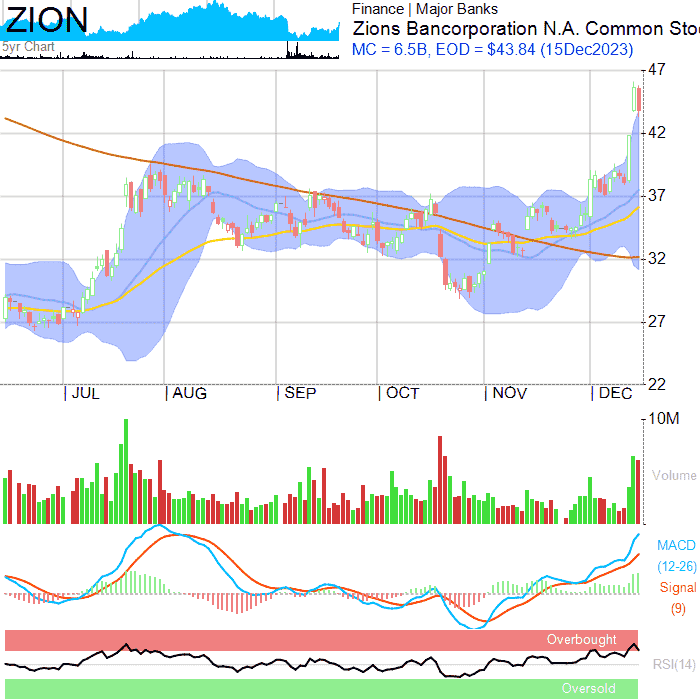 ZION
5yr Chart
Finance | Major Banks
Zions Bancorporation N.A. Common Sto
MC = 6.5B, EOD = $43.84 (15Dec2023)
47
42
37
32
27
22
JUL
AUG
SEP
OCT
NOV
DEC
10M
Volume
MACD
(12-26)
Signal
(9)
Overbought
RSI(14)
Oversold